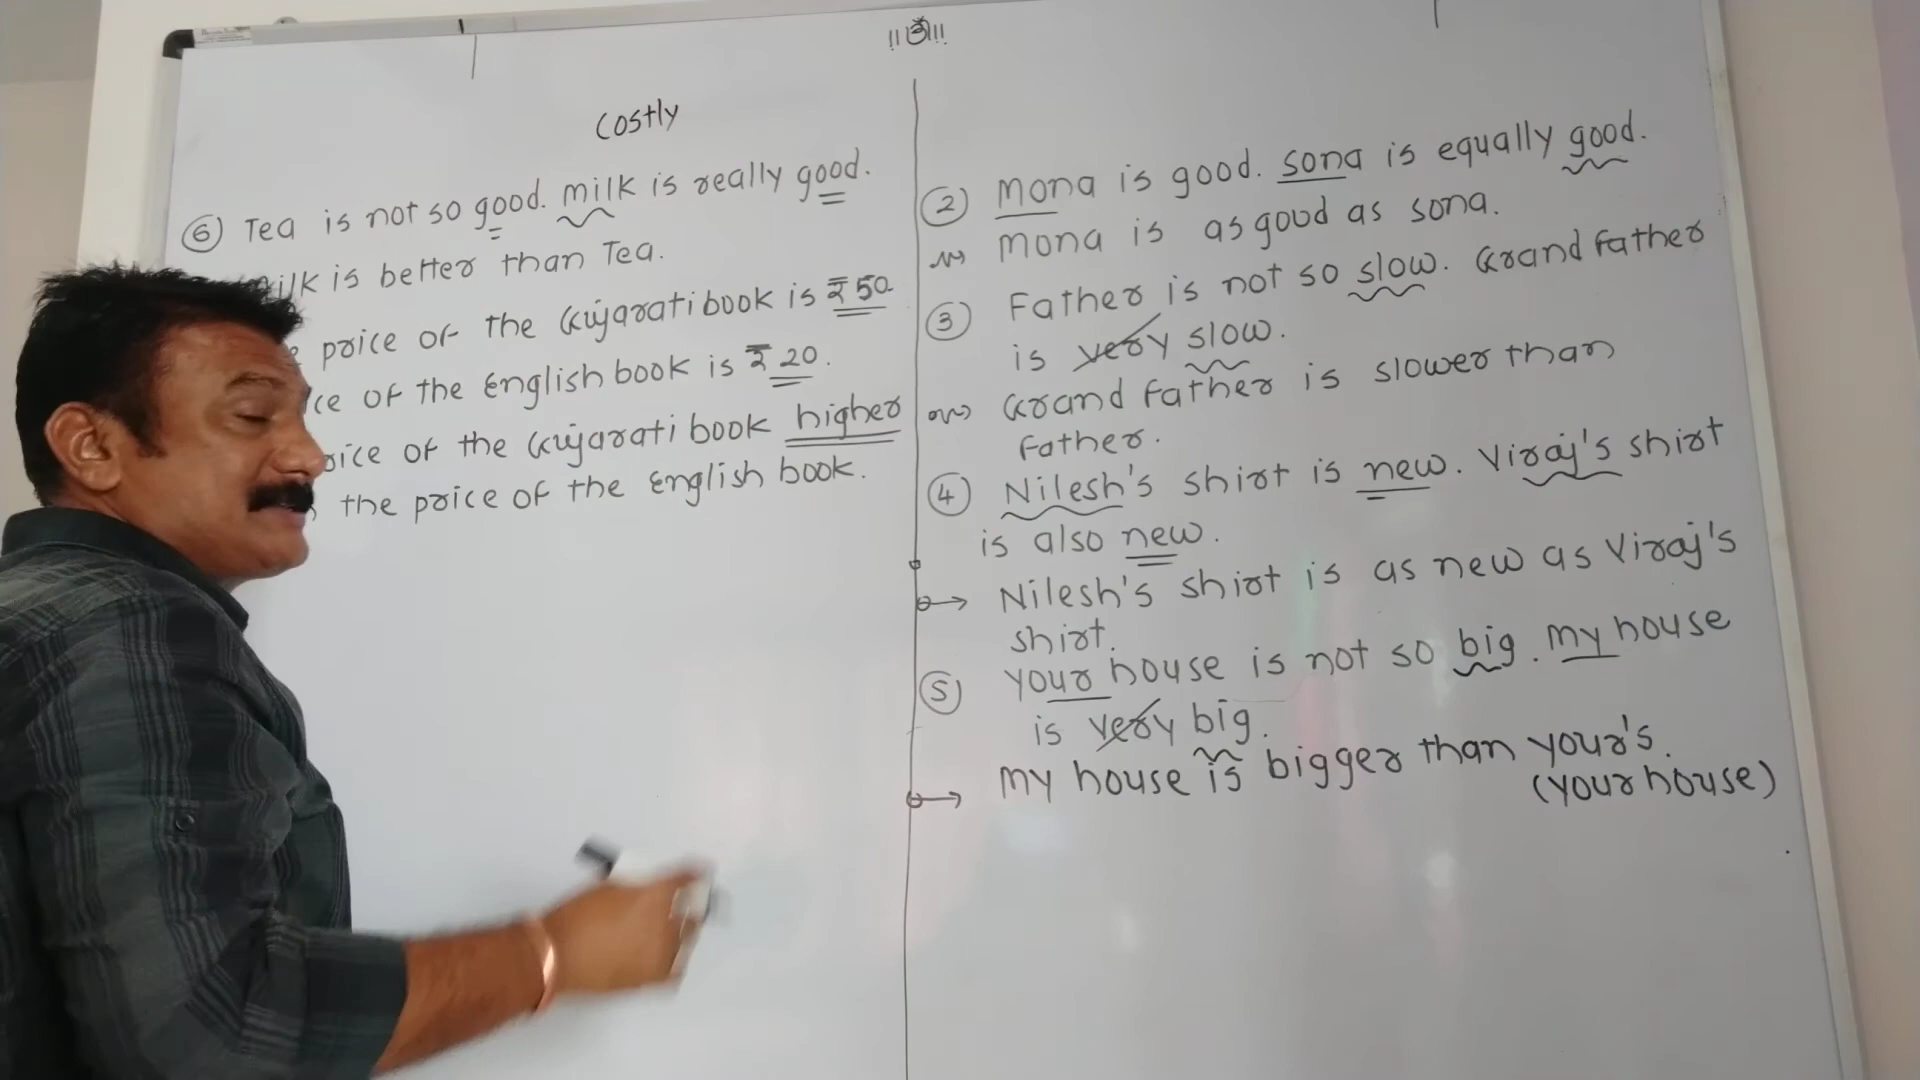 !!ૐ!!
Costly
⑥ Tea is not so good. milk is really good.
milk is better than Tea.
price of the Gujarati book is ₹ 50
of the English book is ₹ 20.
of the Gujarati book higher
the price of the English book.
② Mona is good. sona is equally good.
Mona is as good as sona.
③ Father is not so slow. Grand father
is very slow.
Grand father is slower than
father.
④ Nilesh's shirt is new. Viraj's shirt
is also new.
→ Nilesh's shirt is as new as Viraj's
shirt.
⑤ Your house is not so big. my house
is very big.
→ my house is bigger than your's.
(your house)